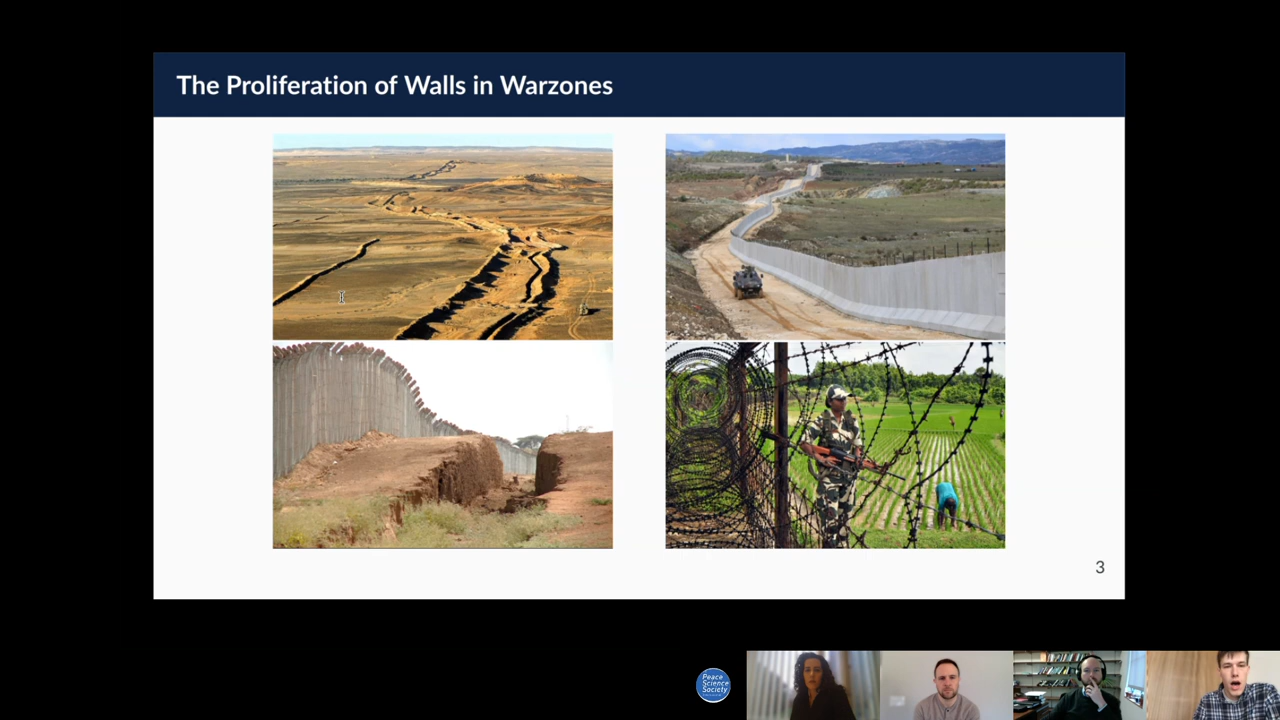 The Proliferation of Walls in Warzones
3
Peace
Science
Society